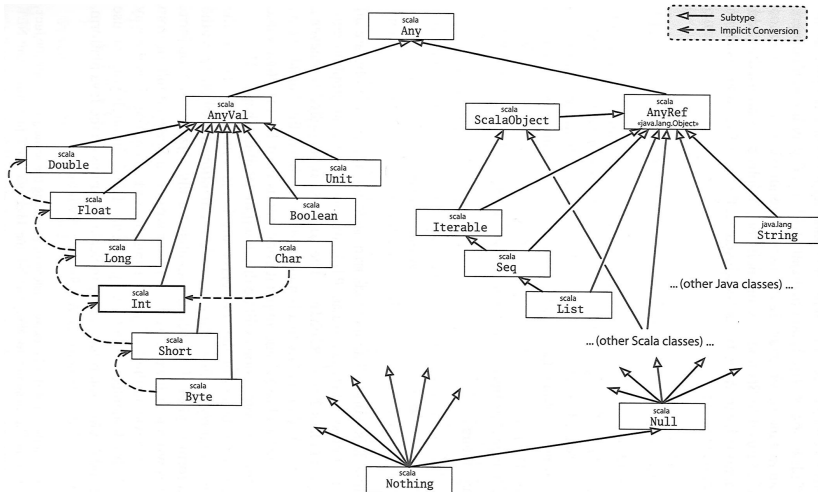 scala
Any
Subtype
Implicit Conversion
scala
AnyVal
scala
ScalaObject
scala
AnyRef
«java.lang.Object»
scala
Double
scala
Unit
scala
Float
scala
Boolean
scala
Iterable
java.lang
String
scala
Long
scala
Char
scala
Seq
... (other Java classes) ...
scala
Int
scala
List
scala
Short
... (other Scala classes) ...
scala
Byte
scala
Null
scala
Nothing